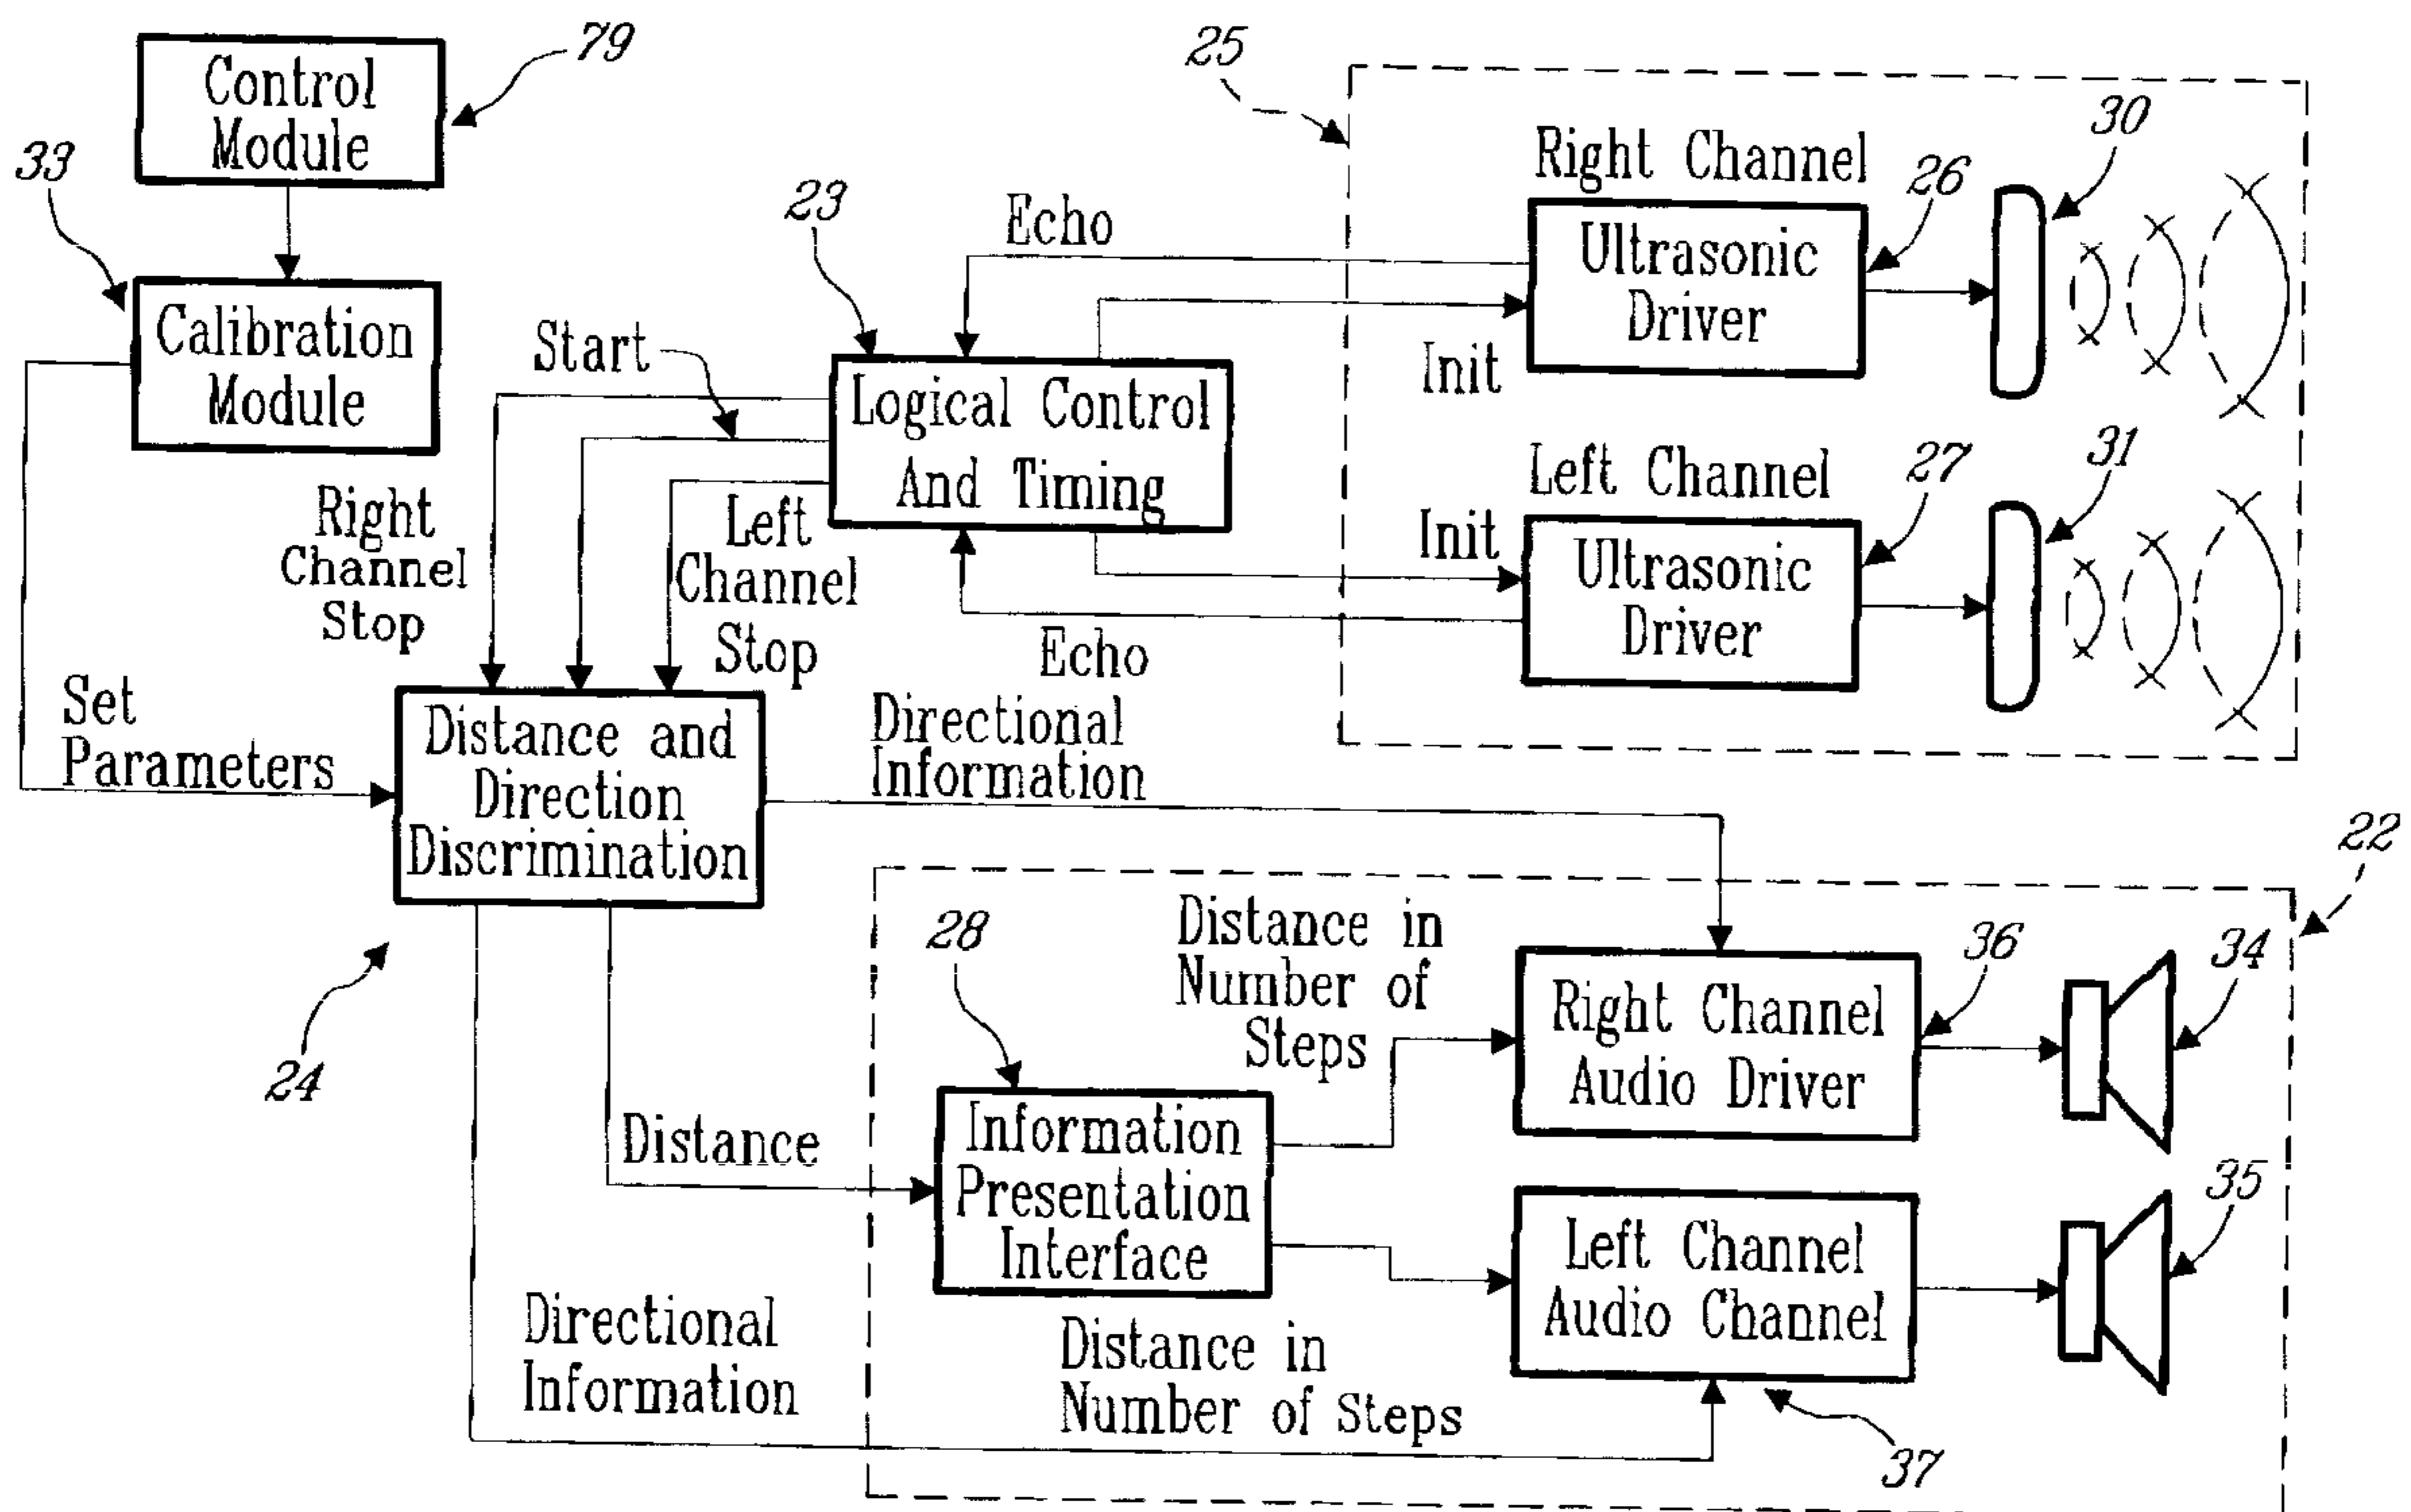 Control
Module
79
33
Calibration
Module
Set
Parameters
Start
Right
Channel
Stop
Left
Channel
Stop
23
Logical Control
And Timing
Echo
Init
Init
Echo
25
Right Channel
26
30
Ultrasonic
Driver
Left Channel
27
31
Ultrasonic
Driver
Distance and
Direction
Discrimination
24
Directional
Information
Distance
Directional
Information
22
28
Information
Presentation
Interface
Distance in
Number of
Steps
Distance in
Number of Steps
36
34
Right Channel
Audio Driver
35
Left Channel
Audio Channel
37